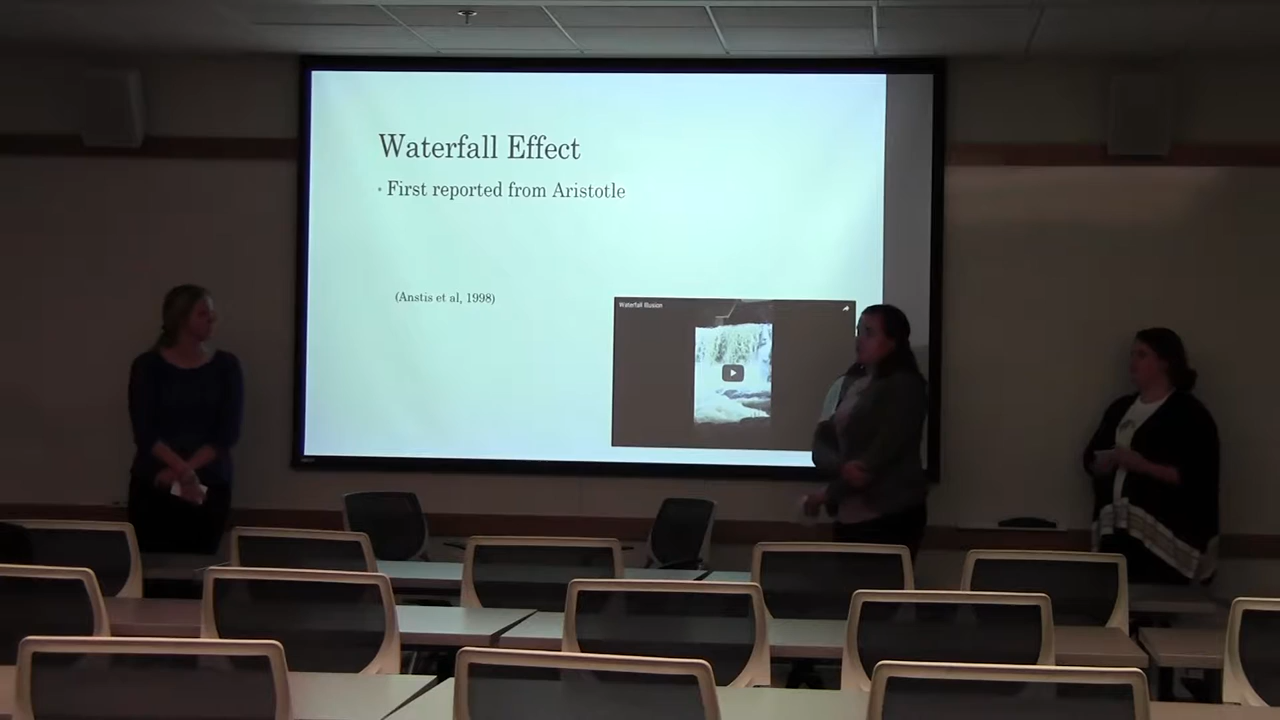 Waterfall Effect
• First reported from Aristotle
(Anstis et al, 1998)
Waterfall Illusion